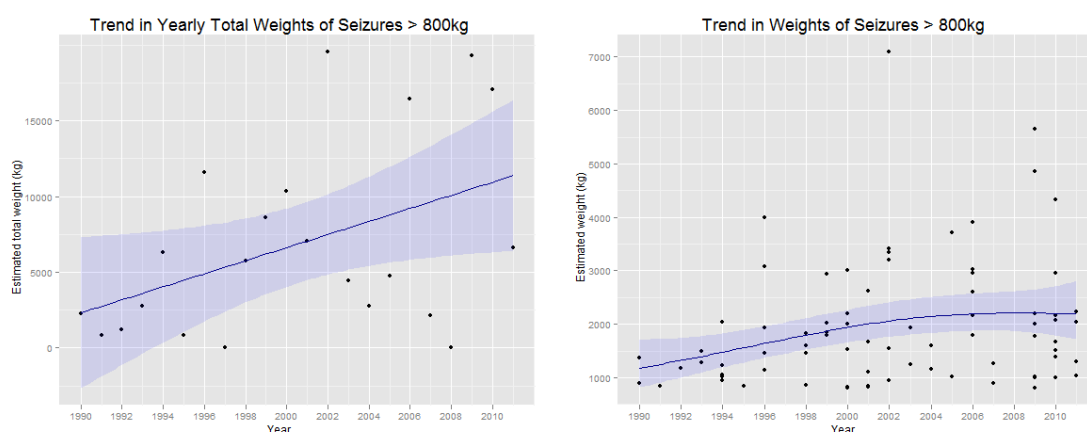 Trend in Yearly Total Weights of Seizures > 800kg
Estimated total weight (kg)
15000
10000
5000
0
1990 1992 1994 1996 1998 2000 2002 2004 2006 2008 2010
Year
Trend in Weights of Seizures > 800kg
Estimated weight (kg)
7000
6000
5000
4000
3000
2000
1000
1990 1992 1994 1996 1998 2000 2002 2004 2006 2008 2010
Year